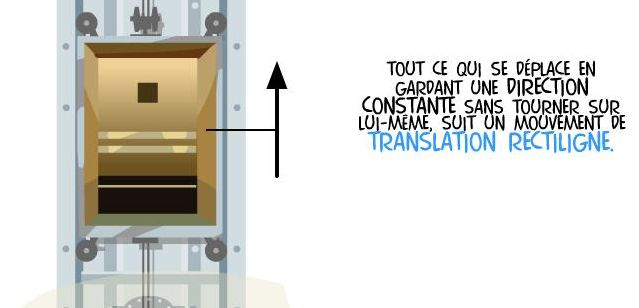 TOUT CE QUI SE DÉPLACE EN
GARDANT UNE DIRECTION
CONSTANTE SANS TOURNER SUR
LUI-MÊME, SUIT UN MOUVEMENT DE
TRANSLATION RECTILIGNE.